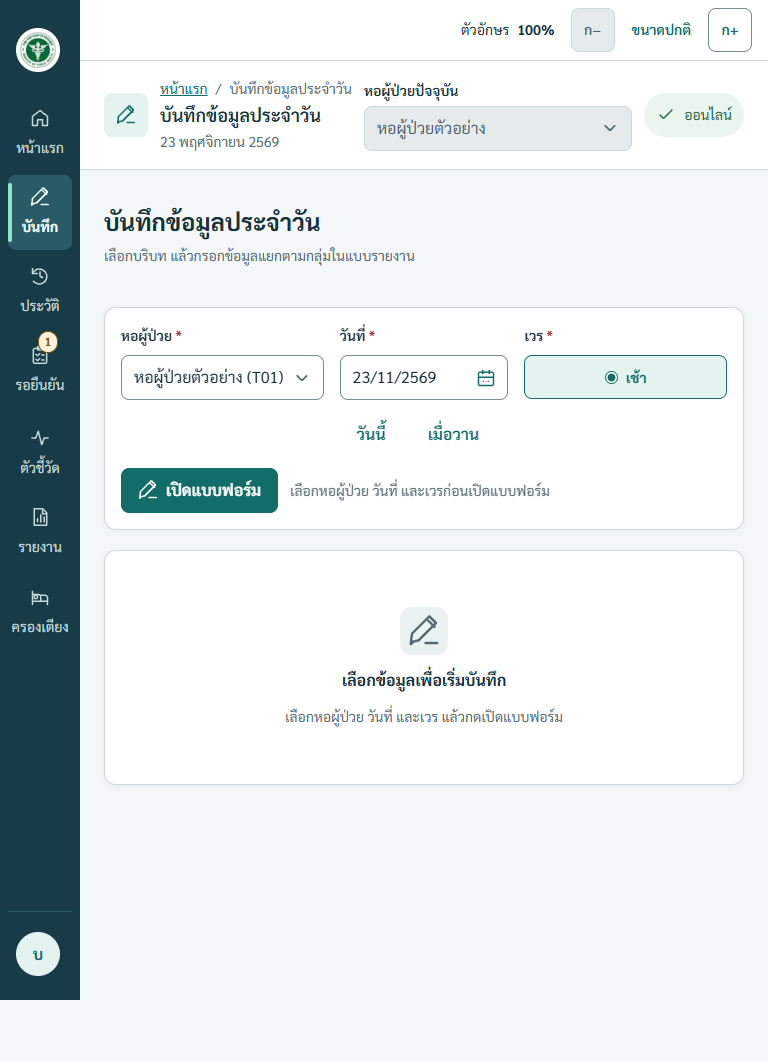 ตัวอักษร 100% ก− ขนาดปกติ ก+
หน้าแรก / บันทึกข้อมูลประจำวัน
บันทึกข้อมูลประจำวัน
23 พฤศจิกายน 2569
หอผู้ป่วยปัจจุบัน
หอผู้ป่วยตัวอย่าง
ออนไลน์
หน้าแรก
บันทึก
ประวัติ
1
รอยืนยัน
ตัวชี้วัด
รายงาน
ครองเตียง
บ
บันทึกข้อมูลประจำวัน
เลือกบริบท แล้วกรอกข้อมูลแยกตามกลุ่มในแบบรายงาน
หอผู้ป่วย * วันที่ * เวร *
หอผู้ป่วยตัวอย่าง (T01) 23/11/2569 เช้า
วันนี้ เมื่อวาน
เปิดแบบฟอร์ม เลือกหอผู้ป่วย วันที่ และเวรก่อนเปิดแบบฟอร์ม
เลือกข้อมูลเพื่อเริ่มบันทึก
เลือกหอผู้ป่วย วันที่ และเวร แล้วกดเปิดแบบฟอร์ม